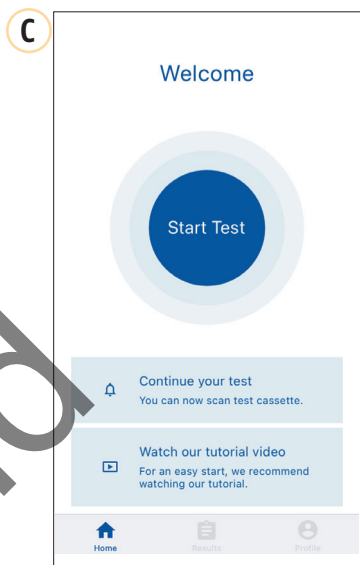 C
Welcome
Start Test
Continue your test
You can now scan test cassette.
Watch our tutorial video
For an easy start, we recommend
watching our tutorial.
Home
Results
Profile